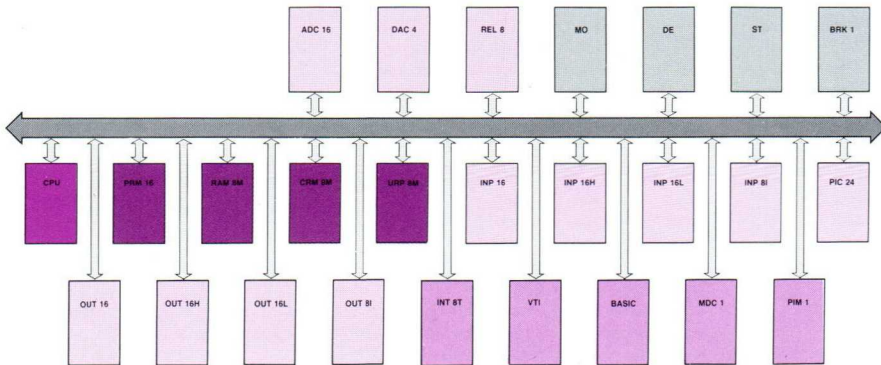 ADC 16 DAC 4 REL 8 MO DE ST BRK 1
CPU PRM 16 RAM 8M CRM 8M URP 8M INP 16 INP 16H INP 16L INP 8I PIC 24
OUT 16 OUT 16H OUT 16L OUT 8I INT 8T VTI BASIC MDC 1 PIM 1